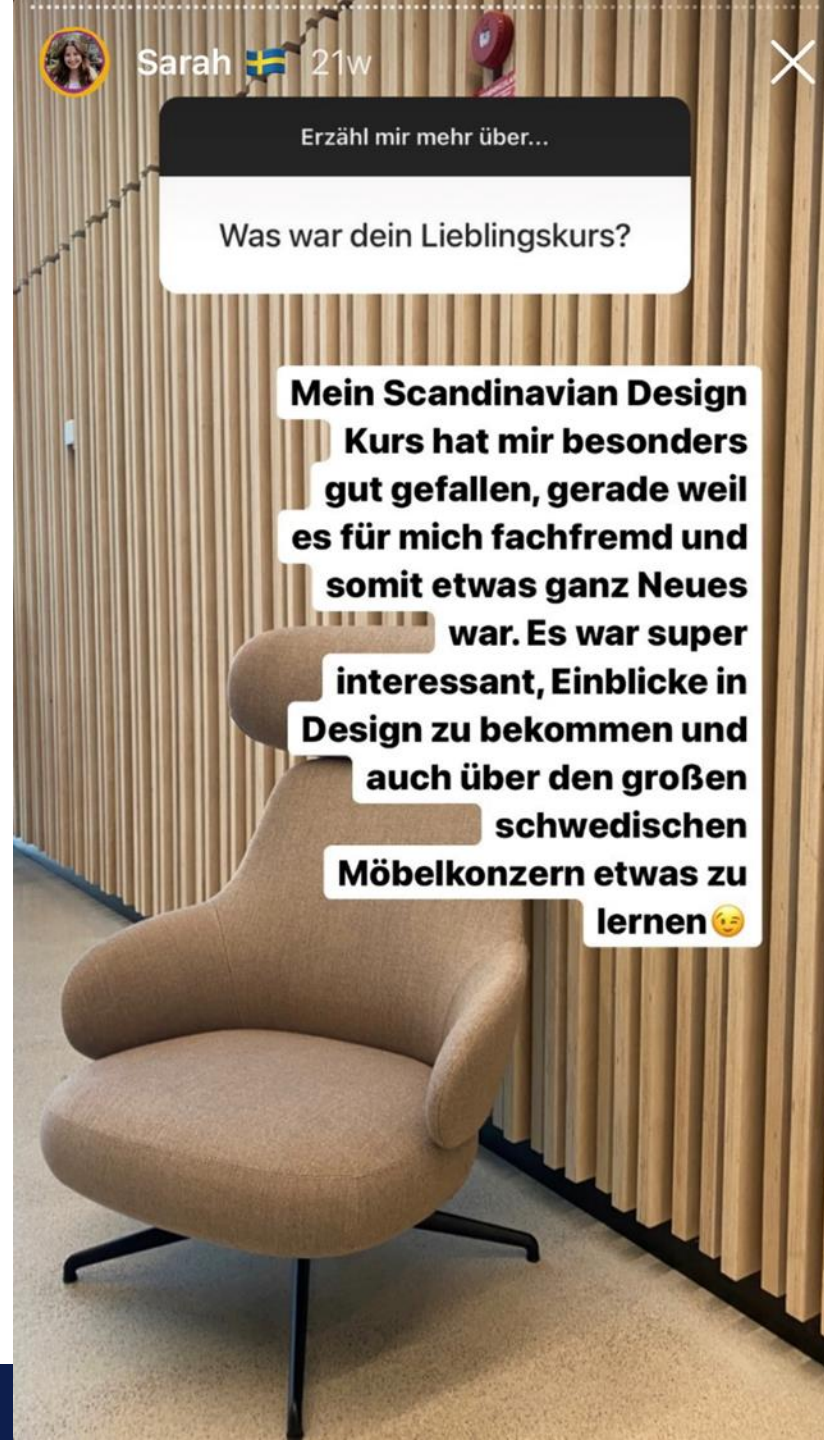 Sarah 🇸🇪 21w
Erzähl mir mehr über...
Was war dein Lieblingskurs?
Mein Scandinavian Design
Kurs hat mir besonders
gut gefallen, gerade weil
es für mich fachfremd und
somit etwas ganz Neues
war. Es war super
interessant, Einblicke in
Design zu bekommen und
auch über den großen
schwedischen
Möbelkonzern etwas zu
lernen😉